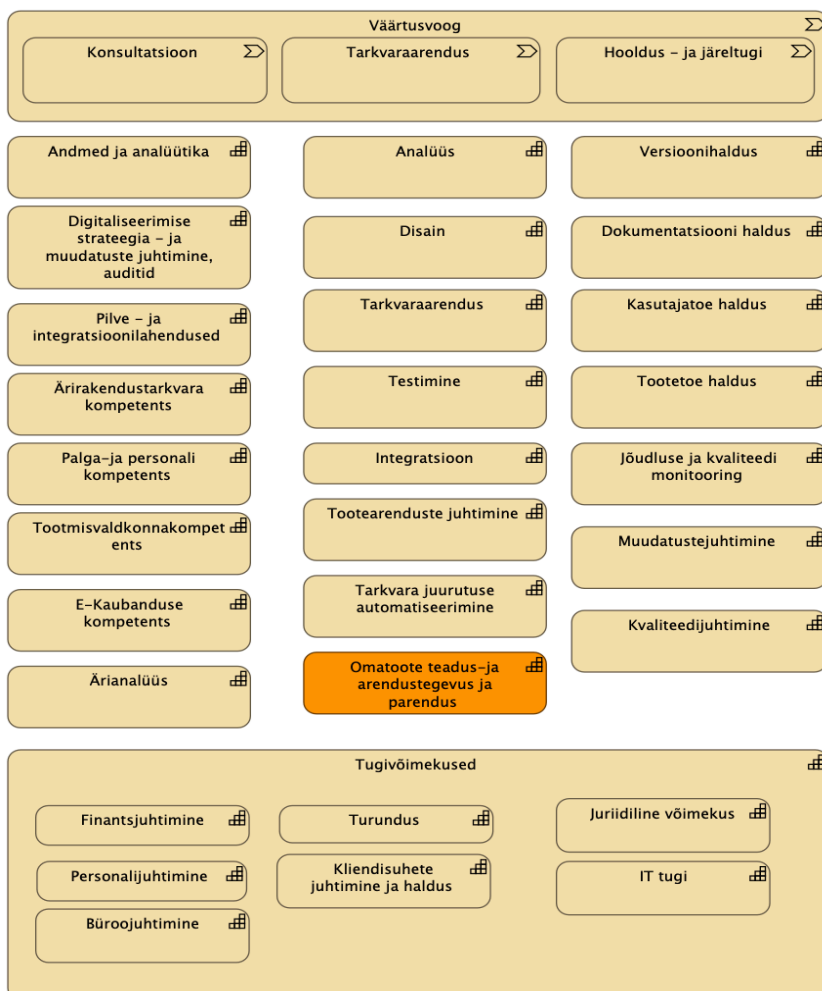 Väärtusvoog
Konsultatsioon
Tarkvaraarendus
Hooldus – ja järeltugi
Andmed ja analüütika
Digitaliseerimise
strateegia – ja
muudatuste juhtimine,
auditid
Pilve – ja
integratsioonilahendused
Ärirakendustarkvara
kompetents
Palga-ja personali
kompetents
Tootmisvaldkonnakompet
ents
E-Kaubanduse
kompetents
Ärianalüüs
Analüüs
Disain
Tarkvaraarendus
Testimine
Integratsioon
Tootearenduste juhtimine
Tarkvara juurutuse
automatiseerimine
Omatoote teadus-ja
arendustegevus ja
parendus
Versioonihaldus
Dokumentatsiooni haldus
Kasutajatoe haldus
Tootetoe haldus
Jõudluse ja kvaliteedi
monitooring
Muudatustejuhtimine
Kvaliteedijuhtimine
Tugivõimekused
Finantsjuhtimine
Personalijuhtimine
Büroojuhtimine
Turundus
Kliendisuhete
juhtimine ja haldus
Juriidiline võimekus
IT tugi